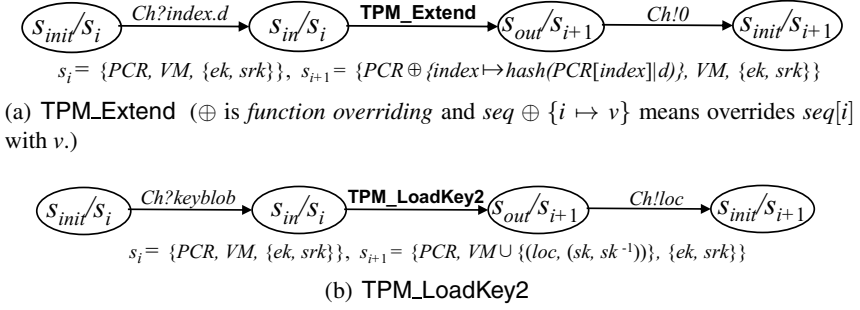 s_init/s_i Ch?index.d s_in/s_i TPM_Extend s_out/s_i+1 Ch!0 s_init/s_i+1
s_i = {PCR, VM, {ek, srk}}, s_i+1 = {PCR ⊕ {index↦hash(PCR[index]|d)}, VM, {ek, srk}}
(a) TPM_Extend (⊕ is function overriding and seq ⊕ {i ↦ v} means overrides seq[i]
with v.)
s_init/s_i Ch?keyblob s_in/s_i TPM_LoadKey2 s_out/s_i+1 Ch!loc s_init/s_i+1
s_i = {PCR, VM, {ek, srk}}, s_i+1 = {PCR, VM∪ {(loc, (sk, sk⁻¹))}, {ek, srk}}
(b) TPM_LoadKey2